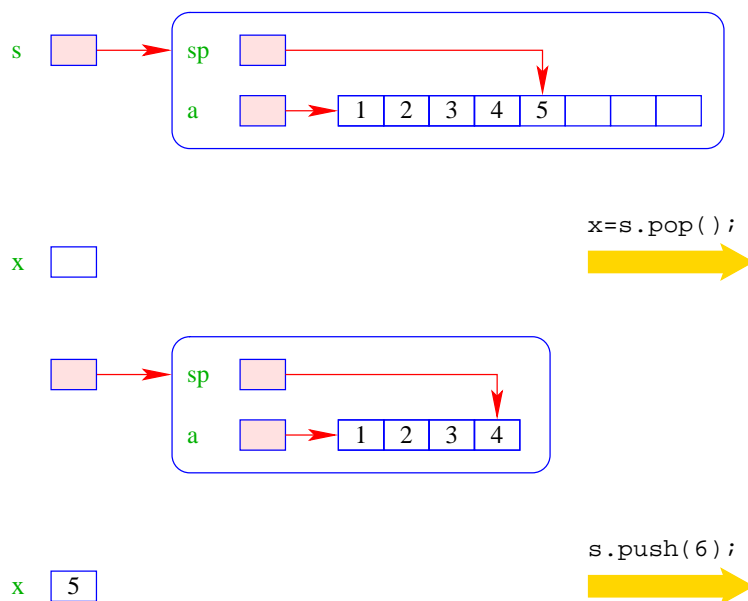 s sp
a 1 2 3 4 5
x=s.pop();
x
sp
a 1 2 3 4
s.push(6);
x 5